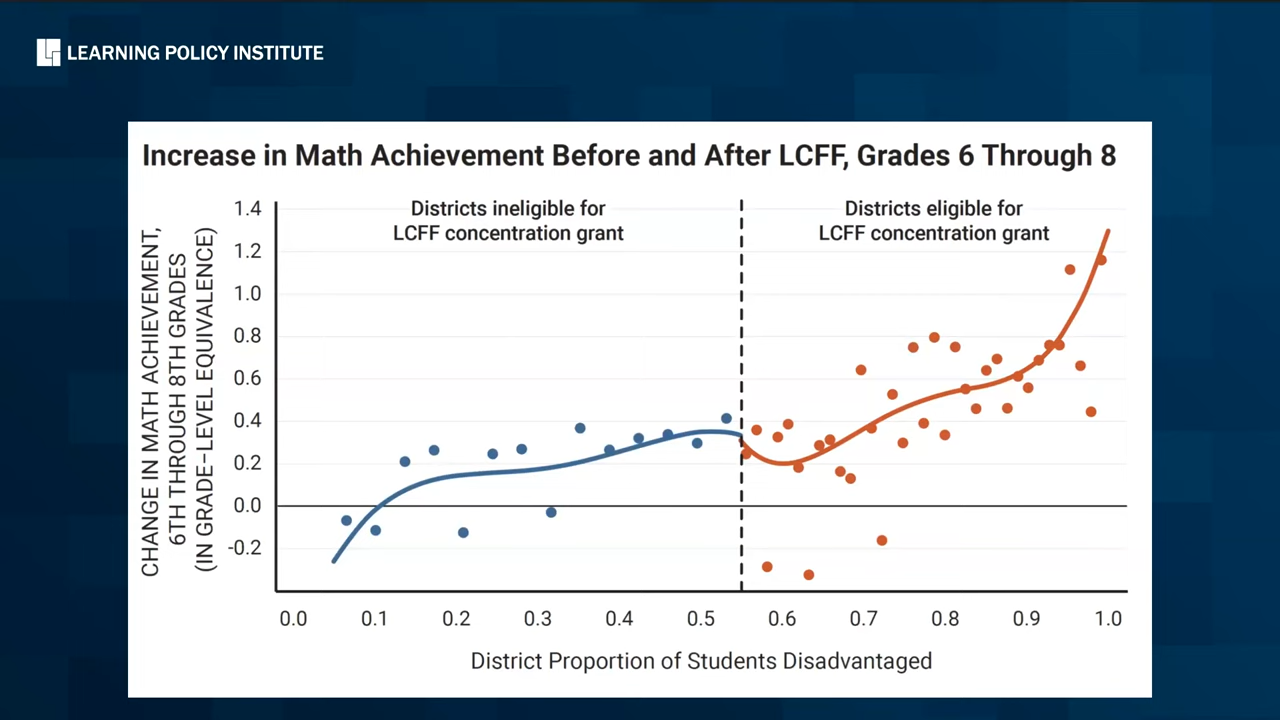 LEARNING POLICY INSTITUTE
Increase in Math Achievement Before and After LCFF, Grades 6 Through 8
CHANGE IN MATH ACHIEVEMENT,
6TH THROUGH 8TH GRADES
(IN GRADE-LEVEL EQUIVALENCE)
Districts ineligible for
LCFF concentration grant
Districts eligible for
LCFF concentration grant
1.4
1.2
1.0
0.8
0.6
0.4
0.2
0.0
-0.2
0.0 0.1 0.2 0.3 0.4 0.5 0.6 0.7 0.8 0.9 1.0
District Proportion of Students Disadvantaged